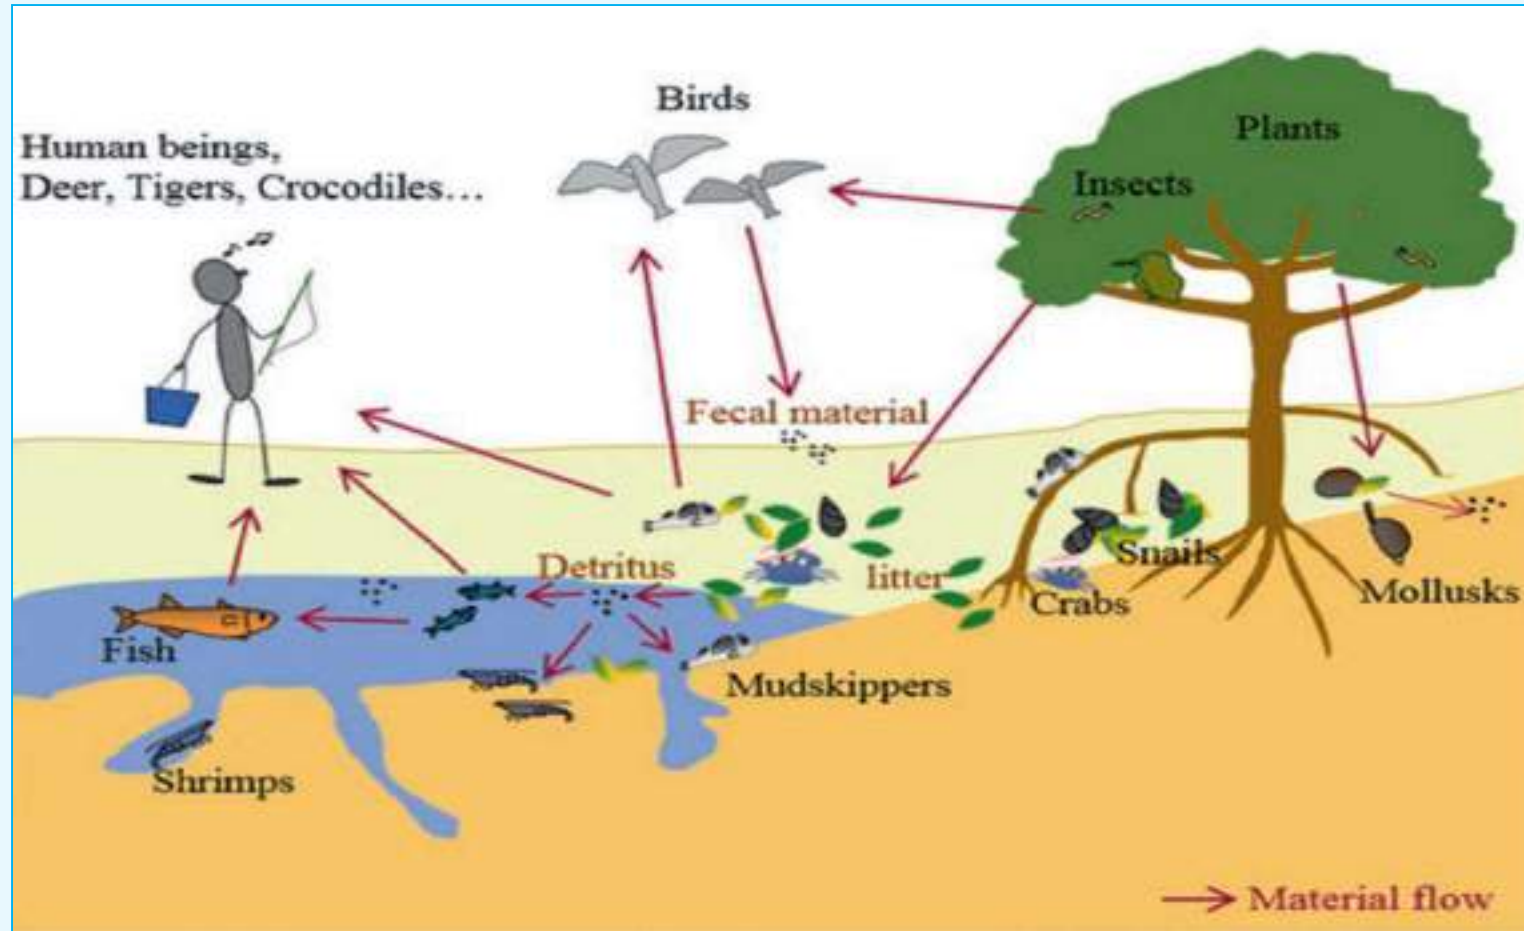 Birds
Plants
Human beings,
Deer, Tigers, Crocodiles...
Insects
Fecal material
Detritus
litter
Snails
Crabs
Mollusks
Fish
Mudskippers
Shrimps
Material flow